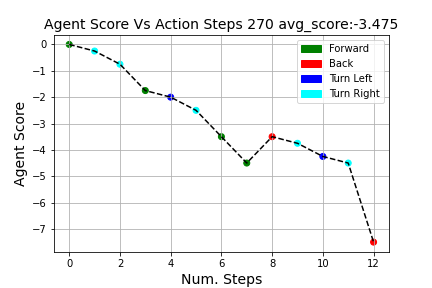 Agent Score Vs Action Steps 270 avg_score:-3.475
Forward
Back
Turn Left
Turn Right
Agent Score
0
−1
−2
−3
−4
−5
−6
−7
0 2 4 6 8 10 12
Num. Steps